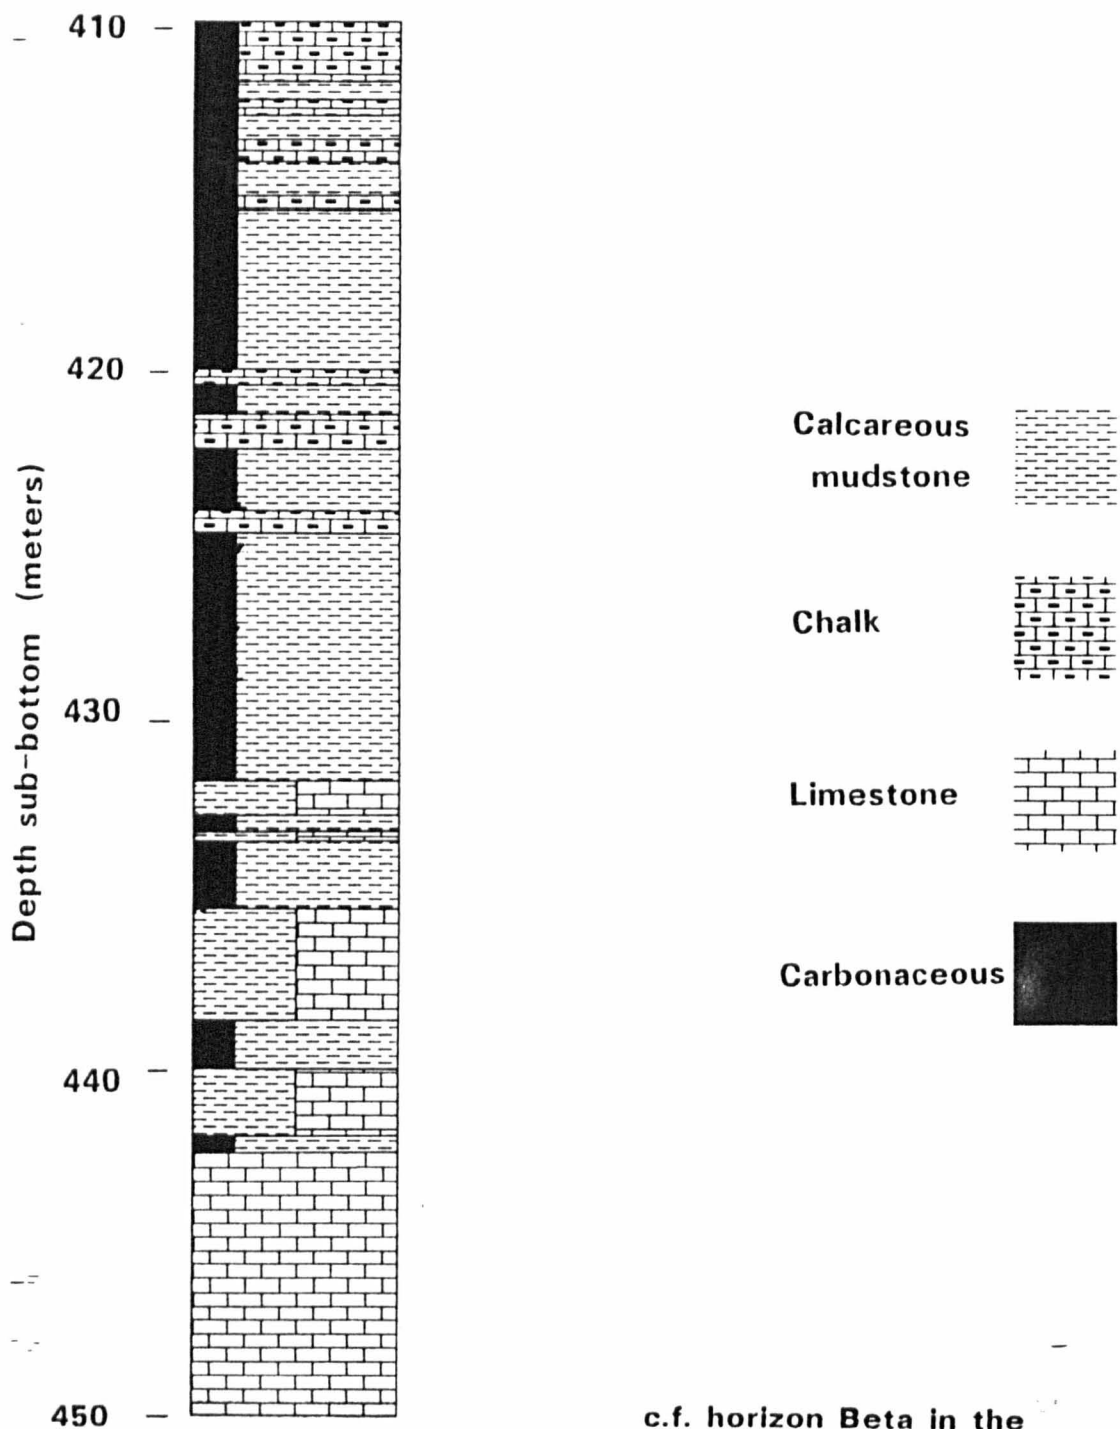 410
420
430
440
450
Depth sub-bottom (meters)
Calcareous
mudstone
Chalk
Limestone
Carbonaceous
c.f. horizon Beta in the